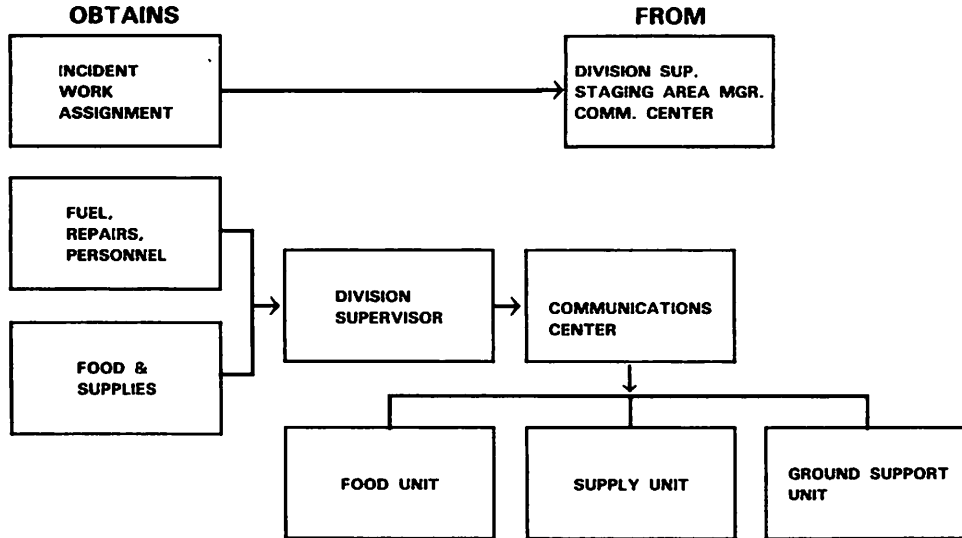 OBTAINS
FROM
INCIDENT
WORK
ASSIGNMENT
DIVISION SUP.
STAGING AREA MGR.
COMM. CENTER
FUEL,
REPAIRS,
PERSONNEL
FOOD &
SUPPLIES
DIVISION
SUPERVISOR
COMMUNICATIONS
CENTER
FOOD UNIT
SUPPLY UNIT
GROUND SUPPORT
UNIT